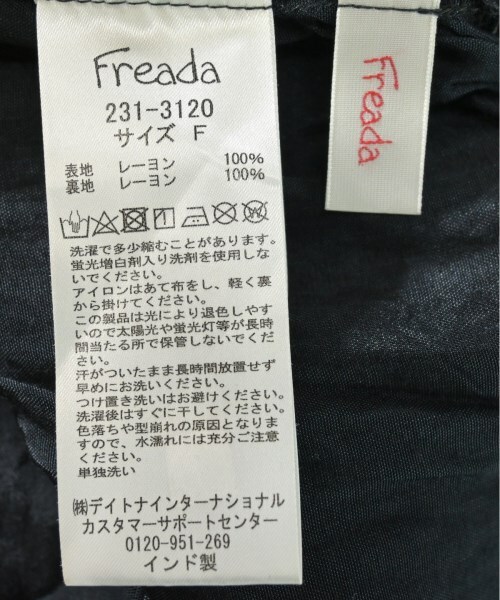 Freada
231-3120
サイズ F
表地 レーヨン 100%
裏地 レーヨン 100%
洗濯で多少縮むことがあります。
蛍光増白剤入り洗剤を使用しな
いでください。
アイロンはあて布をし、軽く裏
から掛けてください。
この製品は光により退色しやす
いので太陽光や蛍光灯等が長時
間当たる所で保管しないでくだ
さい。
汗がついたまま長時間放置せず
早めにお洗いください。
つけ置き洗いはお避けください。
洗濯後はすぐに干してください。
色落ちや型崩れの原因となりま
すので、水濡れには充分ご注意
ください。
単独洗い
㈱デイトナインターナショナル
カスタマーサポートセンター
0120-951-269
インド製
Freada